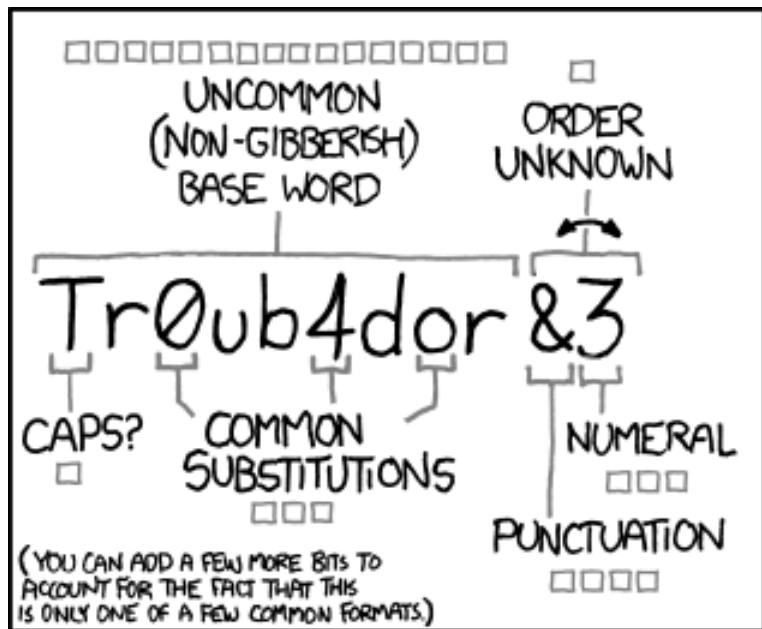 UNCOMMON
(NON-GIBBERISH)
BASE WORD
ORDER
UNKNOWN
Tr0ub4dor &3
CAPS?
COMMON
SUBSTITUTIONS
NUMERAL
PUNCTUATION
(YOU CAN ADD A FEW MORE BITS TO
ACCOUNT FOR THE FACT THAT THIS
IS ONLY ONE OF A FEW COMMON FORMATS.)